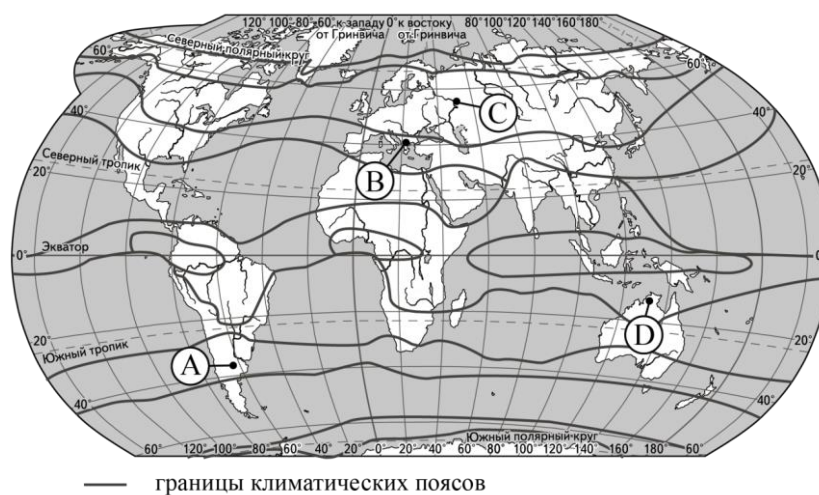 120°100°80°60° к западу 0° к востоку 80°100°120°140°160°180°
от Гринвича от Гринвича
Северный полярный круг
60° 60°
40° 40°
C
B
Северный тропик
20° 20°
Экватор
0° 0°
20° 20°
D
Южный тропик
A
40° 40°
Южный полярный круг
60° 180° 120° 100° 80° 60° 40° 20° 0° 20° 40° 60° 80° 100° 120° 140° 160° 180° 60°
границы климатических поясов